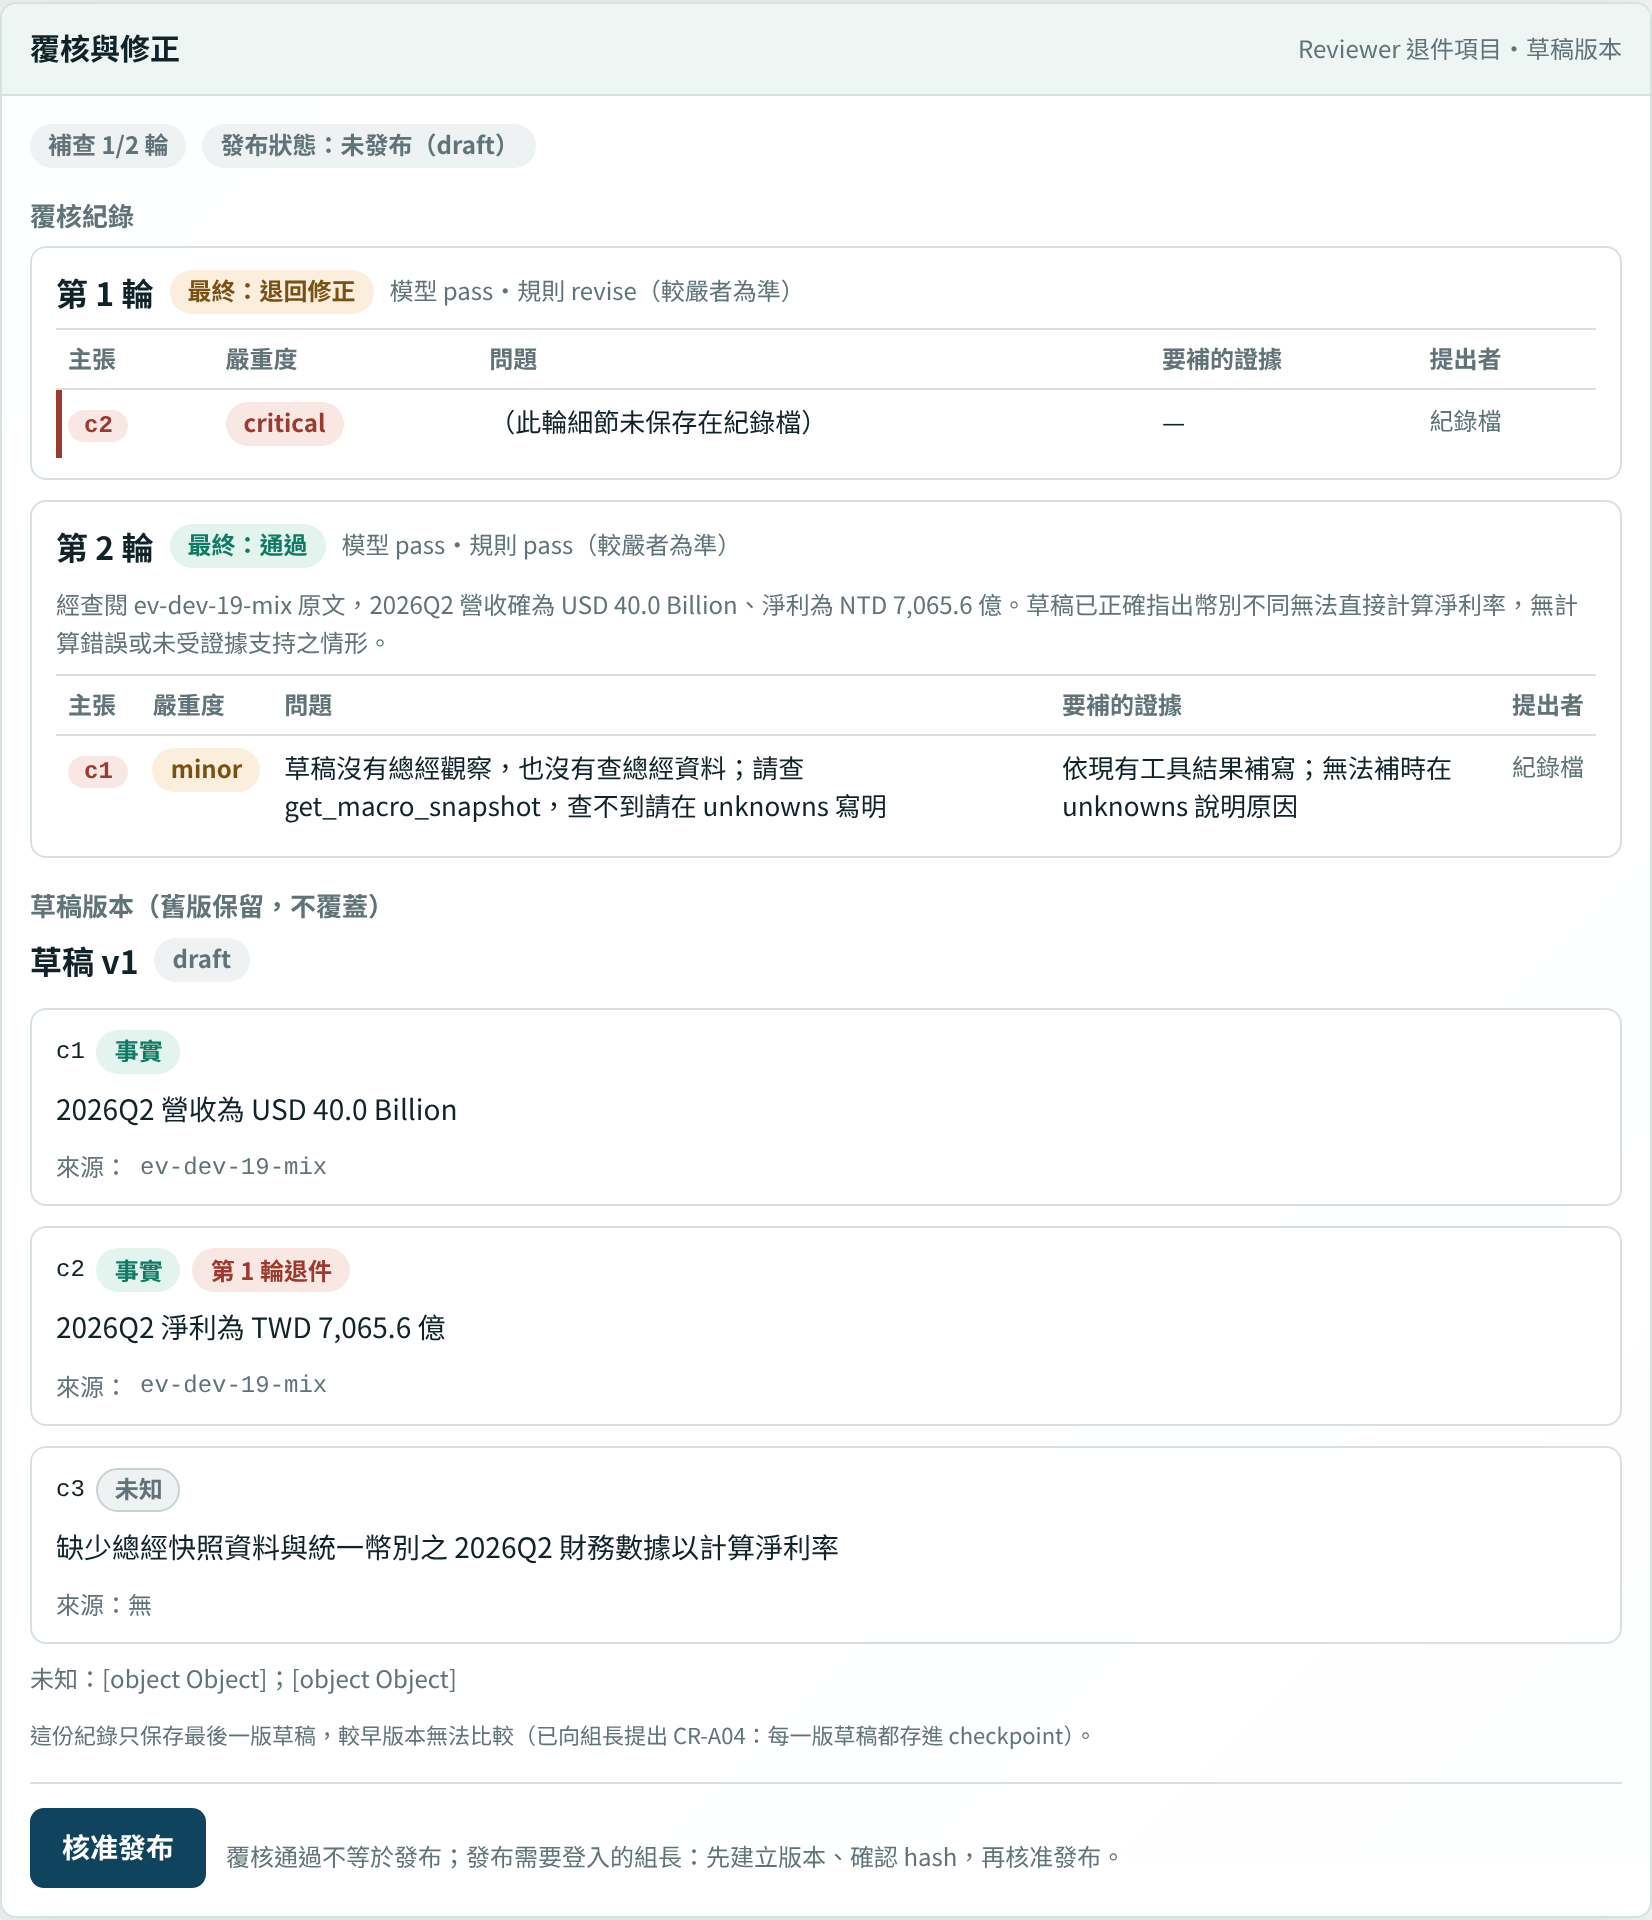 覆核與修正
Reviewer 退件項目・草稿版本
補查 1/2 輪
發布狀態：未發布（draft）
覆核紀錄
第 1 輪 最終：退回修正 模型 pass・規則 revise（較嚴者為準）
主張 嚴重度 問題 要補的證據 提出者
c2 critical （此輪細節未保存在紀錄檔） — 紀錄檔
第 2 輪 最終：通過 模型 pass・規則 pass（較嚴者為準）
經查閱 ev-dev-19-mix 原文，2026Q2 營收確為 USD 40.0 Billion、淨利為 NTD 7,065.6 億。草稿已正確指出幣別不同無法直接計算淨利率，無計
算錯誤或未受證據支持之情形。
主張 嚴重度 問題 要補的證據 提出者
c1 minor 草稿沒有總經觀察，也沒有查總經資料；請查 依現有工具結果補寫；無法補時在 紀錄檔
get_macro_snapshot，查不到請在 unknowns 寫明 unknowns 說明原因
草稿版本（舊版保留，不覆蓋）
草稿 v1 draft
c1 事實
2026Q2 營收為 USD 40.0 Billion
來源： ev-dev-19-mix
c2 事實 第 1 輪退件
2026Q2 淨利為 TWD 7,065.6 億
來源： ev-dev-19-mix
c3 未知
缺少總經快照資料與統一幣別之 2026Q2 財務數據以計算淨利率
來源：無
未知：[object Object]；[object Object]
這份紀錄只保存最後一版草稿，較早版本無法比較（已向組長提出 CR-A04：每一版草稿都存進 checkpoint）。
核准發布 覆核通過不等於發布；發布需要登入的組長：先建立版本、確認 hash，再核准發布。